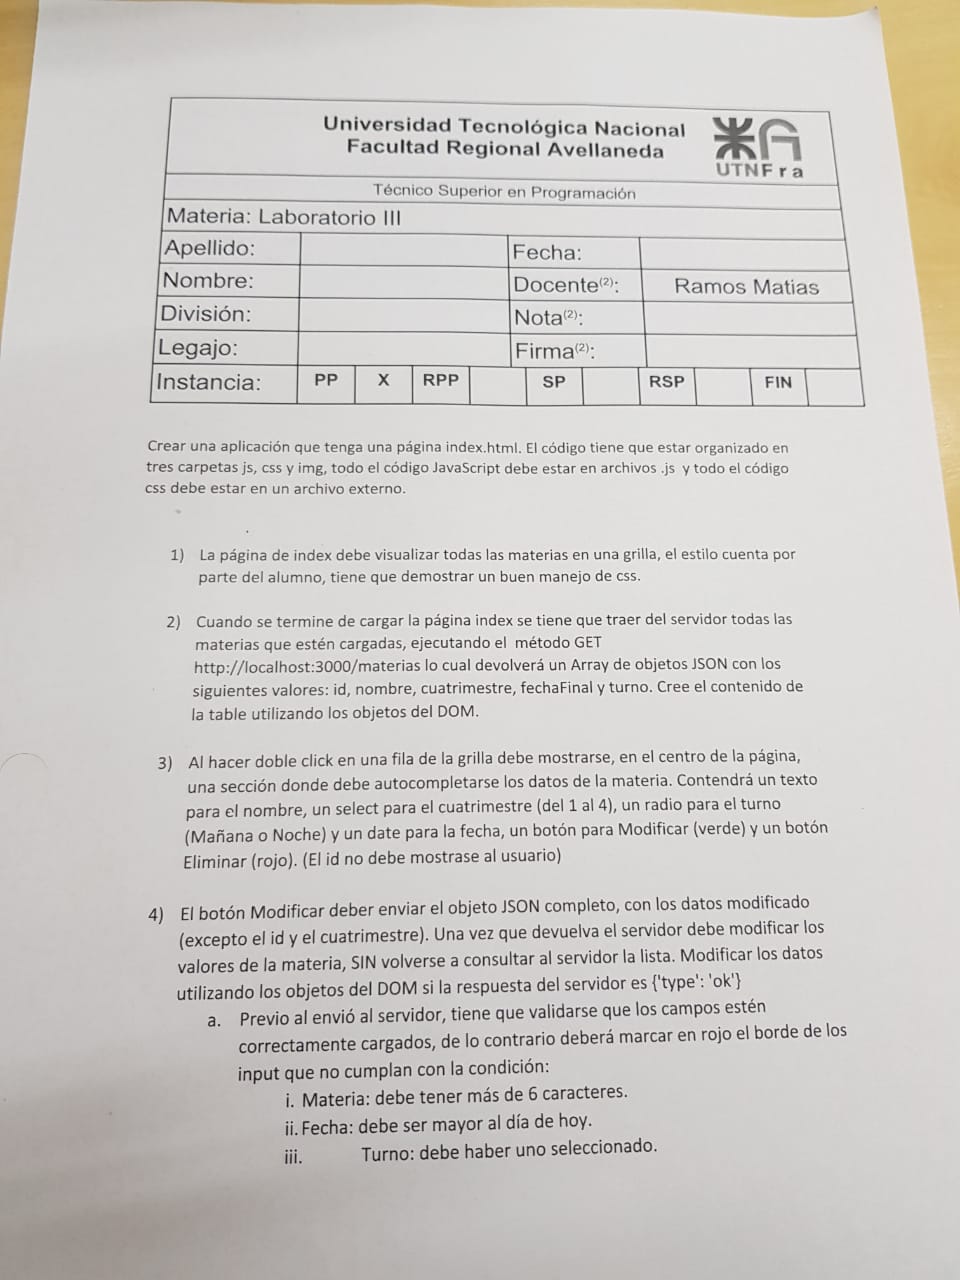 Universidad Tecnológica Nacional
Facultad Regional Avellaneda
UTNFra
Técnico Superior en Programación
Materia: Laboratorio III
Apellido: Fecha:
Nombre: Docente(2): Ramos Matias
División: Nota(2):
Legajo: Firma(2):
Instancia: PP X RPP SP RSP FIN
Crear una aplicación que tenga una página index.html. El código tiene que estar organizado en
tres carpetas js, css y img, todo el código JavaScript debe estar en archivos .js y todo el código
css debe estar en un archivo externo.
1) La página de index debe visualizar todas las materias en una grilla, el estilo cuenta por
parte del alumno, tiene que demostrar un buen manejo de css.
2) Cuando se termine de cargar la página index se tiene que traer del servidor todas las
materias que estén cargadas, ejecutando el método GET
http://localhost:3000/materias lo cual devolverá un Array de objetos JSON con los
siguientes valores: id, nombre, cuatrimestre, fechaFinal y turno. Cree el contenido de
la table utilizando los objetos del DOM.
3) Al hacer doble click en una fila de la grilla debe mostrarse, en el centro de la página,
una sección donde debe autocompletarse los datos de la materia. Contendrá un texto
para el nombre, un select para el cuatrimestre (del 1 al 4), un radio para el turno
(Mañana o Noche) y un date para la fecha, un botón para Modificar (verde) y un botón
Eliminar (rojo). (El id no debe mostrase al usuario)
4) El botón Modificar deber enviar el objeto JSON completo, con los datos modificado
(excepto el id y el cuatrimestre). Una vez que devuelva el servidor debe modificar los
valores de la materia, SIN volverse a consultar al servidor la lista. Modificar los datos
utilizando los objetos del DOM si la respuesta del servidor es {'type': 'ok'}
a. Previo al envió al servidor, tiene que validarse que los campos estén
correctamente cargados, de lo contrario deberá marcar en rojo el borde de los
input que no cumplan con la condición:
i. Materia: debe tener más de 6 caracteres.
ii. Fecha: debe ser mayor al día de hoy.
iii. Turno: debe haber uno seleccionado.